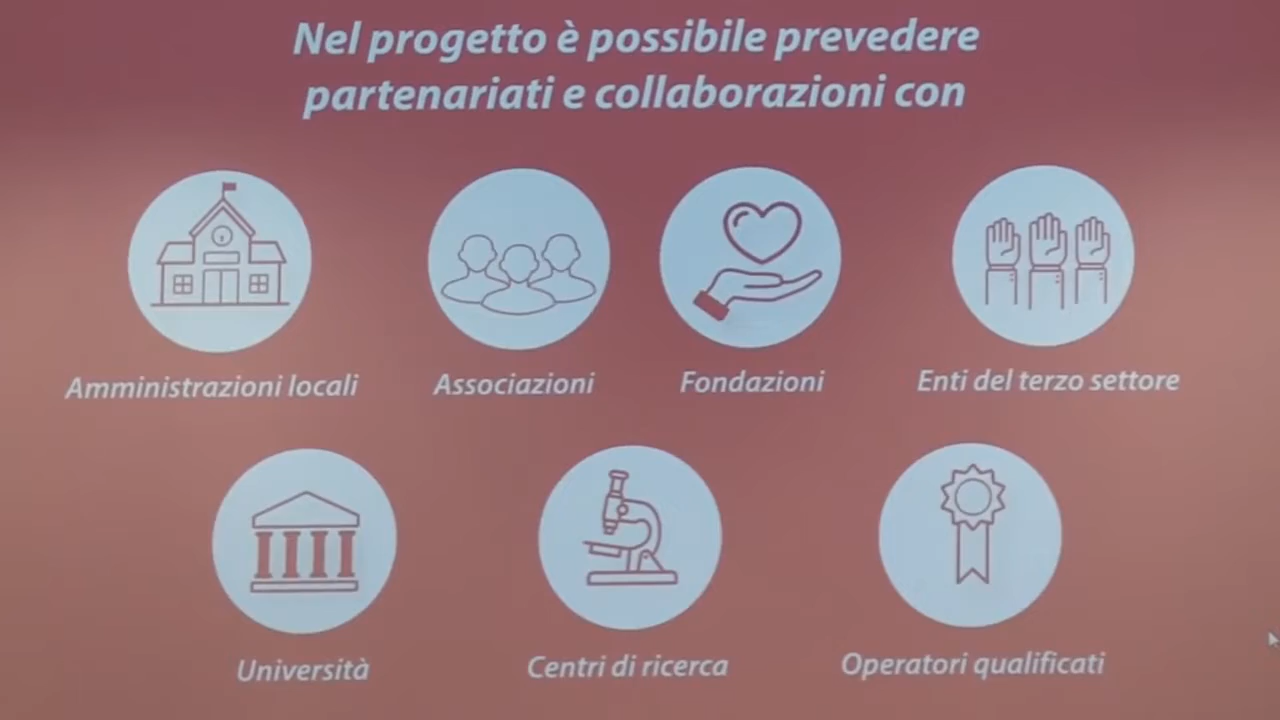 Nel progetto è possibile prevedere
partenariati e collaborazioni con
Amministrazioni locali
Associazioni
Fondazioni
Enti del terzo settore
Università
Centri di ricerca
Operatori qualificati